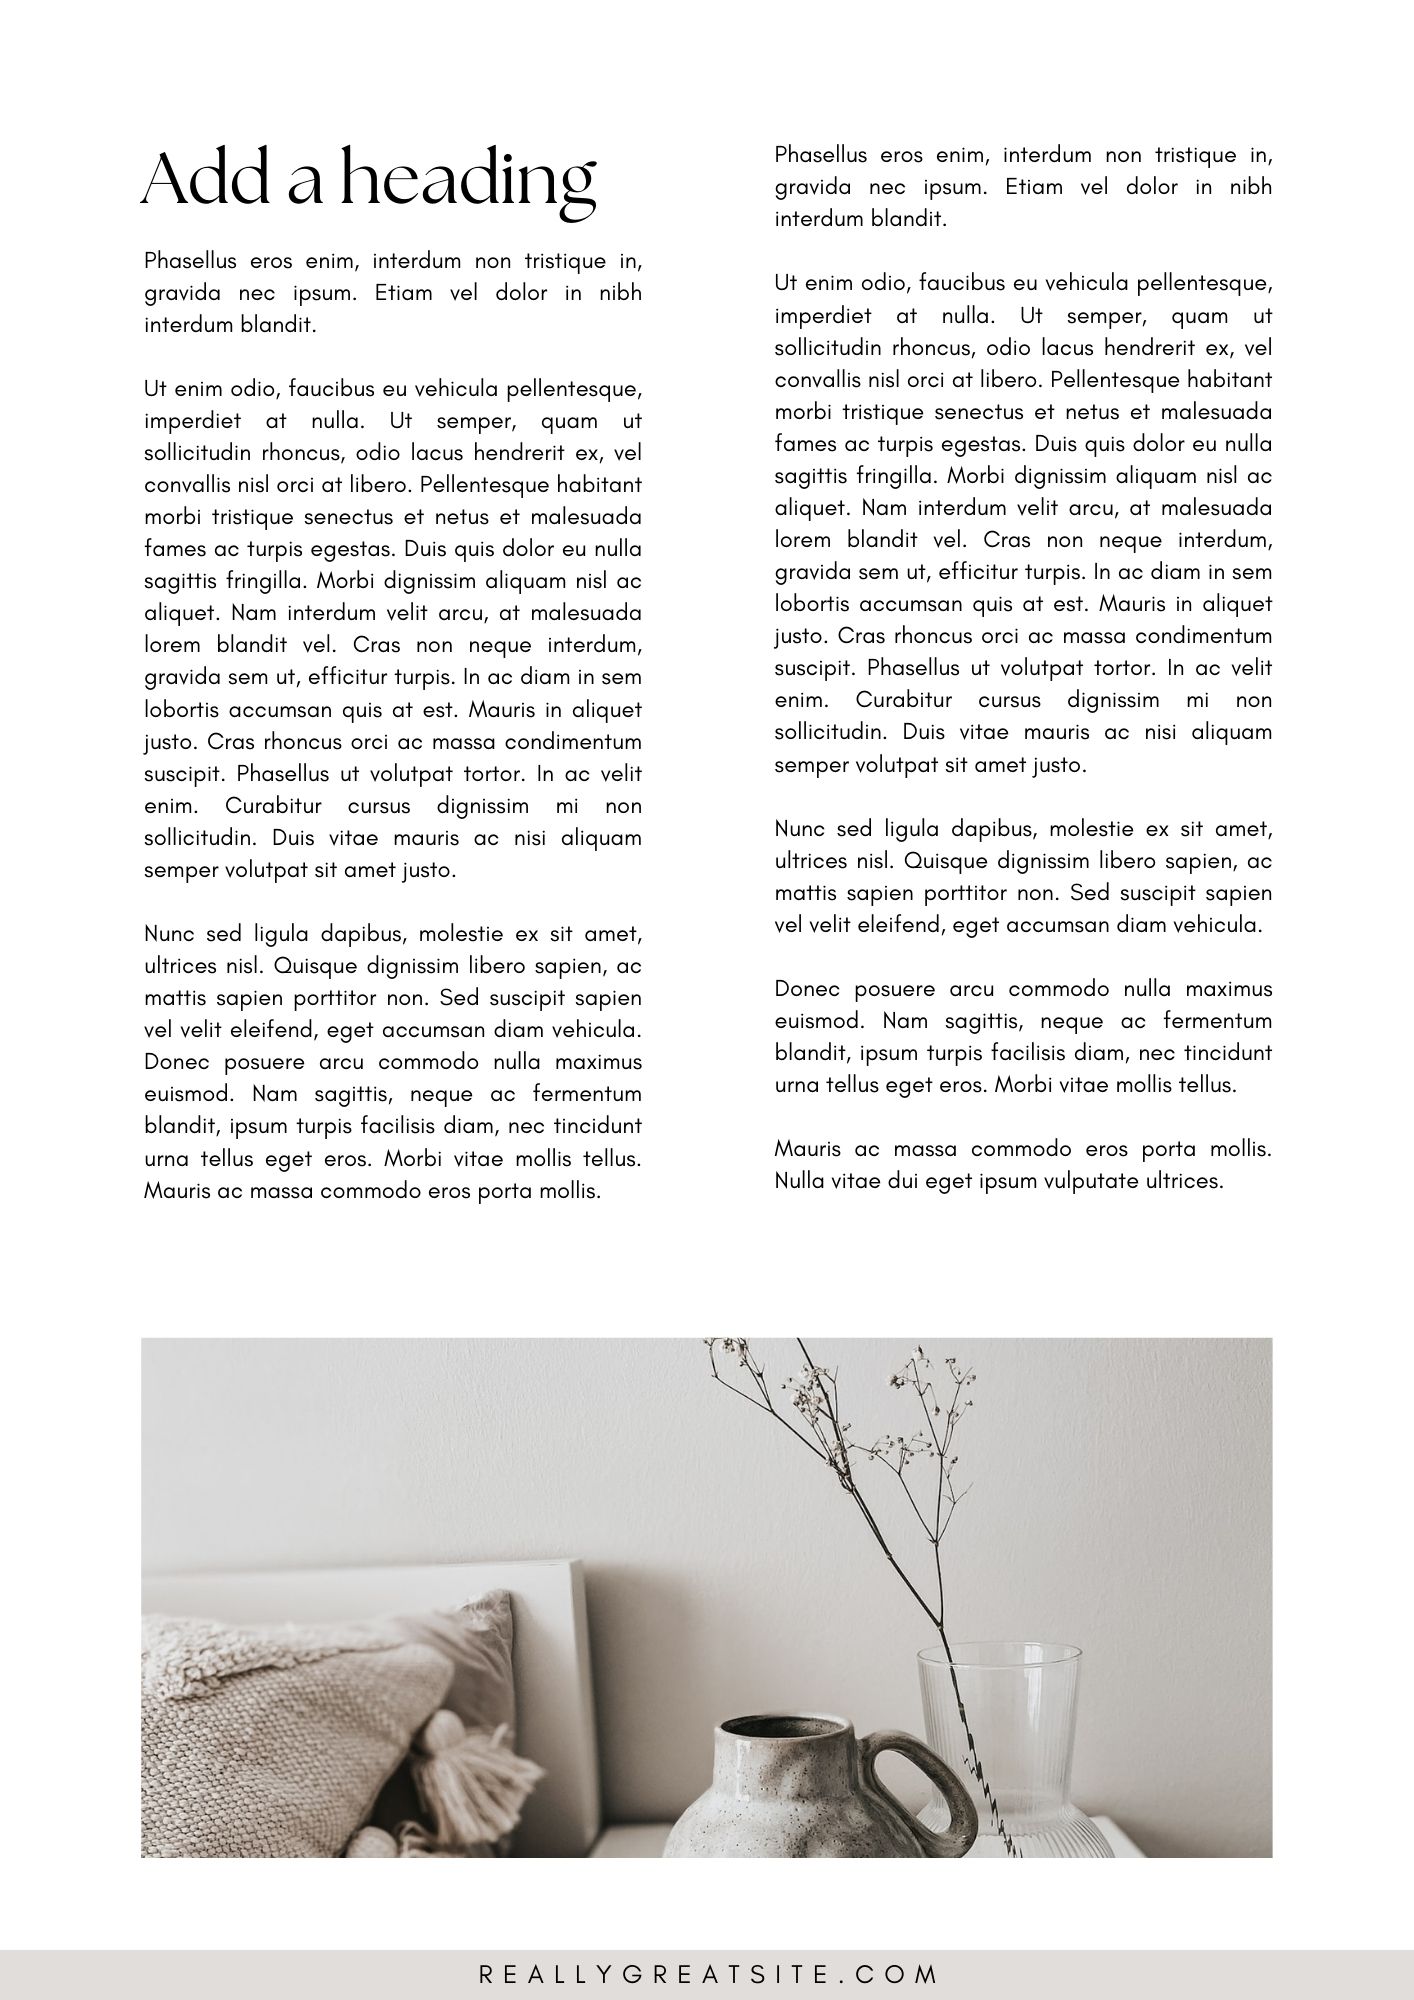 Add a heading
Phasellus eros enim, interdum non tristique in,
gravida nec ipsum. Etiam vel dolor in nibh
interdum blandit.
Ut enim odio, faucibus eu vehicula pellentesque,
imperdiet at nulla. Ut semper, quam ut
sollicitudin rhoncus, odio lacus hendrerit ex, vel
convallis nisl orci at libero. Pellentesque habitant
morbi tristique senectus et netus et malesuada
fames ac turpis egestas. Duis quis dolor eu nulla
sagittis fringilla. Morbi dignissim aliquam nisl ac
aliquet. Nam interdum velit arcu, at malesuada
lorem blandit vel. Cras non neque interdum,
gravida sem ut, efficitur turpis. In ac diam in sem
lobortis accumsan quis at est. Mauris in aliquet
justo. Cras rhoncus orci ac massa condimentum
suscipit. Phasellus ut volutpat tortor. In ac velit
enim. Curabitur cursus dignissim mi non
sollicitudin. Duis vitae mauris ac nisi aliquam
semper volutpat sit amet justo.
Nunc sed ligula dapibus, molestie ex sit amet,
ultrices nisl. Quisque dignissim libero sapien, ac
mattis sapien porttitor non. Sed suscipit sapien
vel velit eleifend, eget accumsan diam vehicula.
Donec posuere arcu commodo nulla maximus
euismod. Nam sagittis, neque ac fermentum
blandit, ipsum turpis facilisis diam, nec tincidunt
urna tellus eget eros. Morbi vitae mollis tellus.
Mauris ac massa commodo eros porta mollis.
Phasellus eros enim, interdum non tristique in,
gravida nec ipsum. Etiam vel dolor in nibh
interdum blandit.
Ut enim odio, faucibus eu vehicula pellentesque,
imperdiet at nulla. Ut semper, quam ut
sollicitudin rhoncus, odio lacus hendrerit ex, vel
convallis nisl orci at libero. Pellentesque habitant
morbi tristique senectus et netus et malesuada
fames ac turpis egestas. Duis quis dolor eu nulla
sagittis fringilla. Morbi dignissim aliquam nisl ac
aliquet. Nam interdum velit arcu, at malesuada
lorem blandit vel. Cras non neque interdum,
gravida sem ut, efficitur turpis. In ac diam in sem
lobortis accumsan quis at est. Mauris in aliquet
justo. Cras rhoncus orci ac massa condimentum
suscipit. Phasellus ut volutpat tortor. In ac velit
enim. Curabitur cursus dignissim mi non
sollicitudin. Duis vitae mauris ac nisi aliquam
semper volutpat sit amet justo.
Nunc sed ligula dapibus, molestie ex sit amet,
ultrices nisl. Quisque dignissim libero sapien, ac
mattis sapien porttitor non. Sed suscipit sapien
vel velit eleifend, eget accumsan diam vehicula.
Donec posuere arcu commodo nulla maximus
euismod. Nam sagittis, neque ac fermentum
blandit, ipsum turpis facilisis diam, nec tincidunt
urna tellus eget eros. Morbi vitae mollis tellus.
Mauris ac massa commodo eros porta mollis.
Nulla vitae dui eget ipsum vulputate ultrices.
REALLYGREATSITE.COM